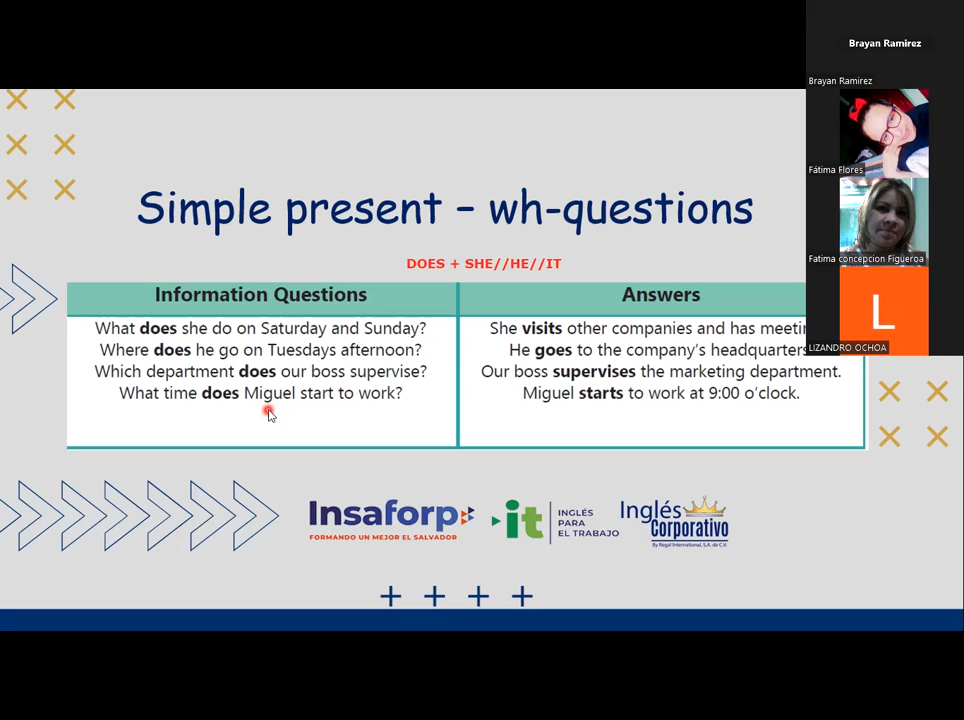 Brayan Ramirez
Brayan Ramirez
Fátima Flores
Fatima concepcion Figueroa
L
LIZANDRO OCHOA
Simple present – wh-questions
DOES + SHE//HE//IT
Information Questions
Answers
What does she do on Saturday and Sunday?
She visits other companies and has
Where does he go on Tuesdays afternoon?
He goes to the company's headquarters
Which department does our boss supervise?
Our boss supervises the marketing department.
What time does Miguel start to work?
Miguel starts to work at 9:00 o'clock.
Insaforp
FORMANDO UN MEJOR EL SALVADOR
it
INGLÉS
PARA
EL TRABAJO
Inglés
Corporativo
By Regal International, S.A. de C.V.